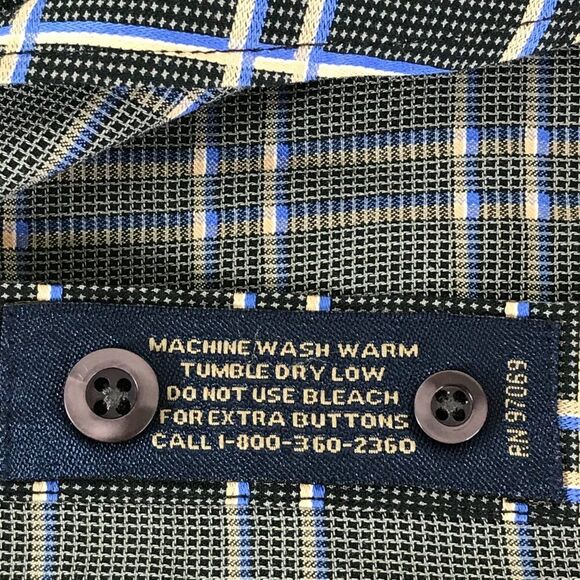 MACHINE WASH WARM
TUMBLE DRY LOW
DO NOT USE BLEACH
FOR EXTRA BUTTONS
CALL 1-800-360-2360
P/N 97069